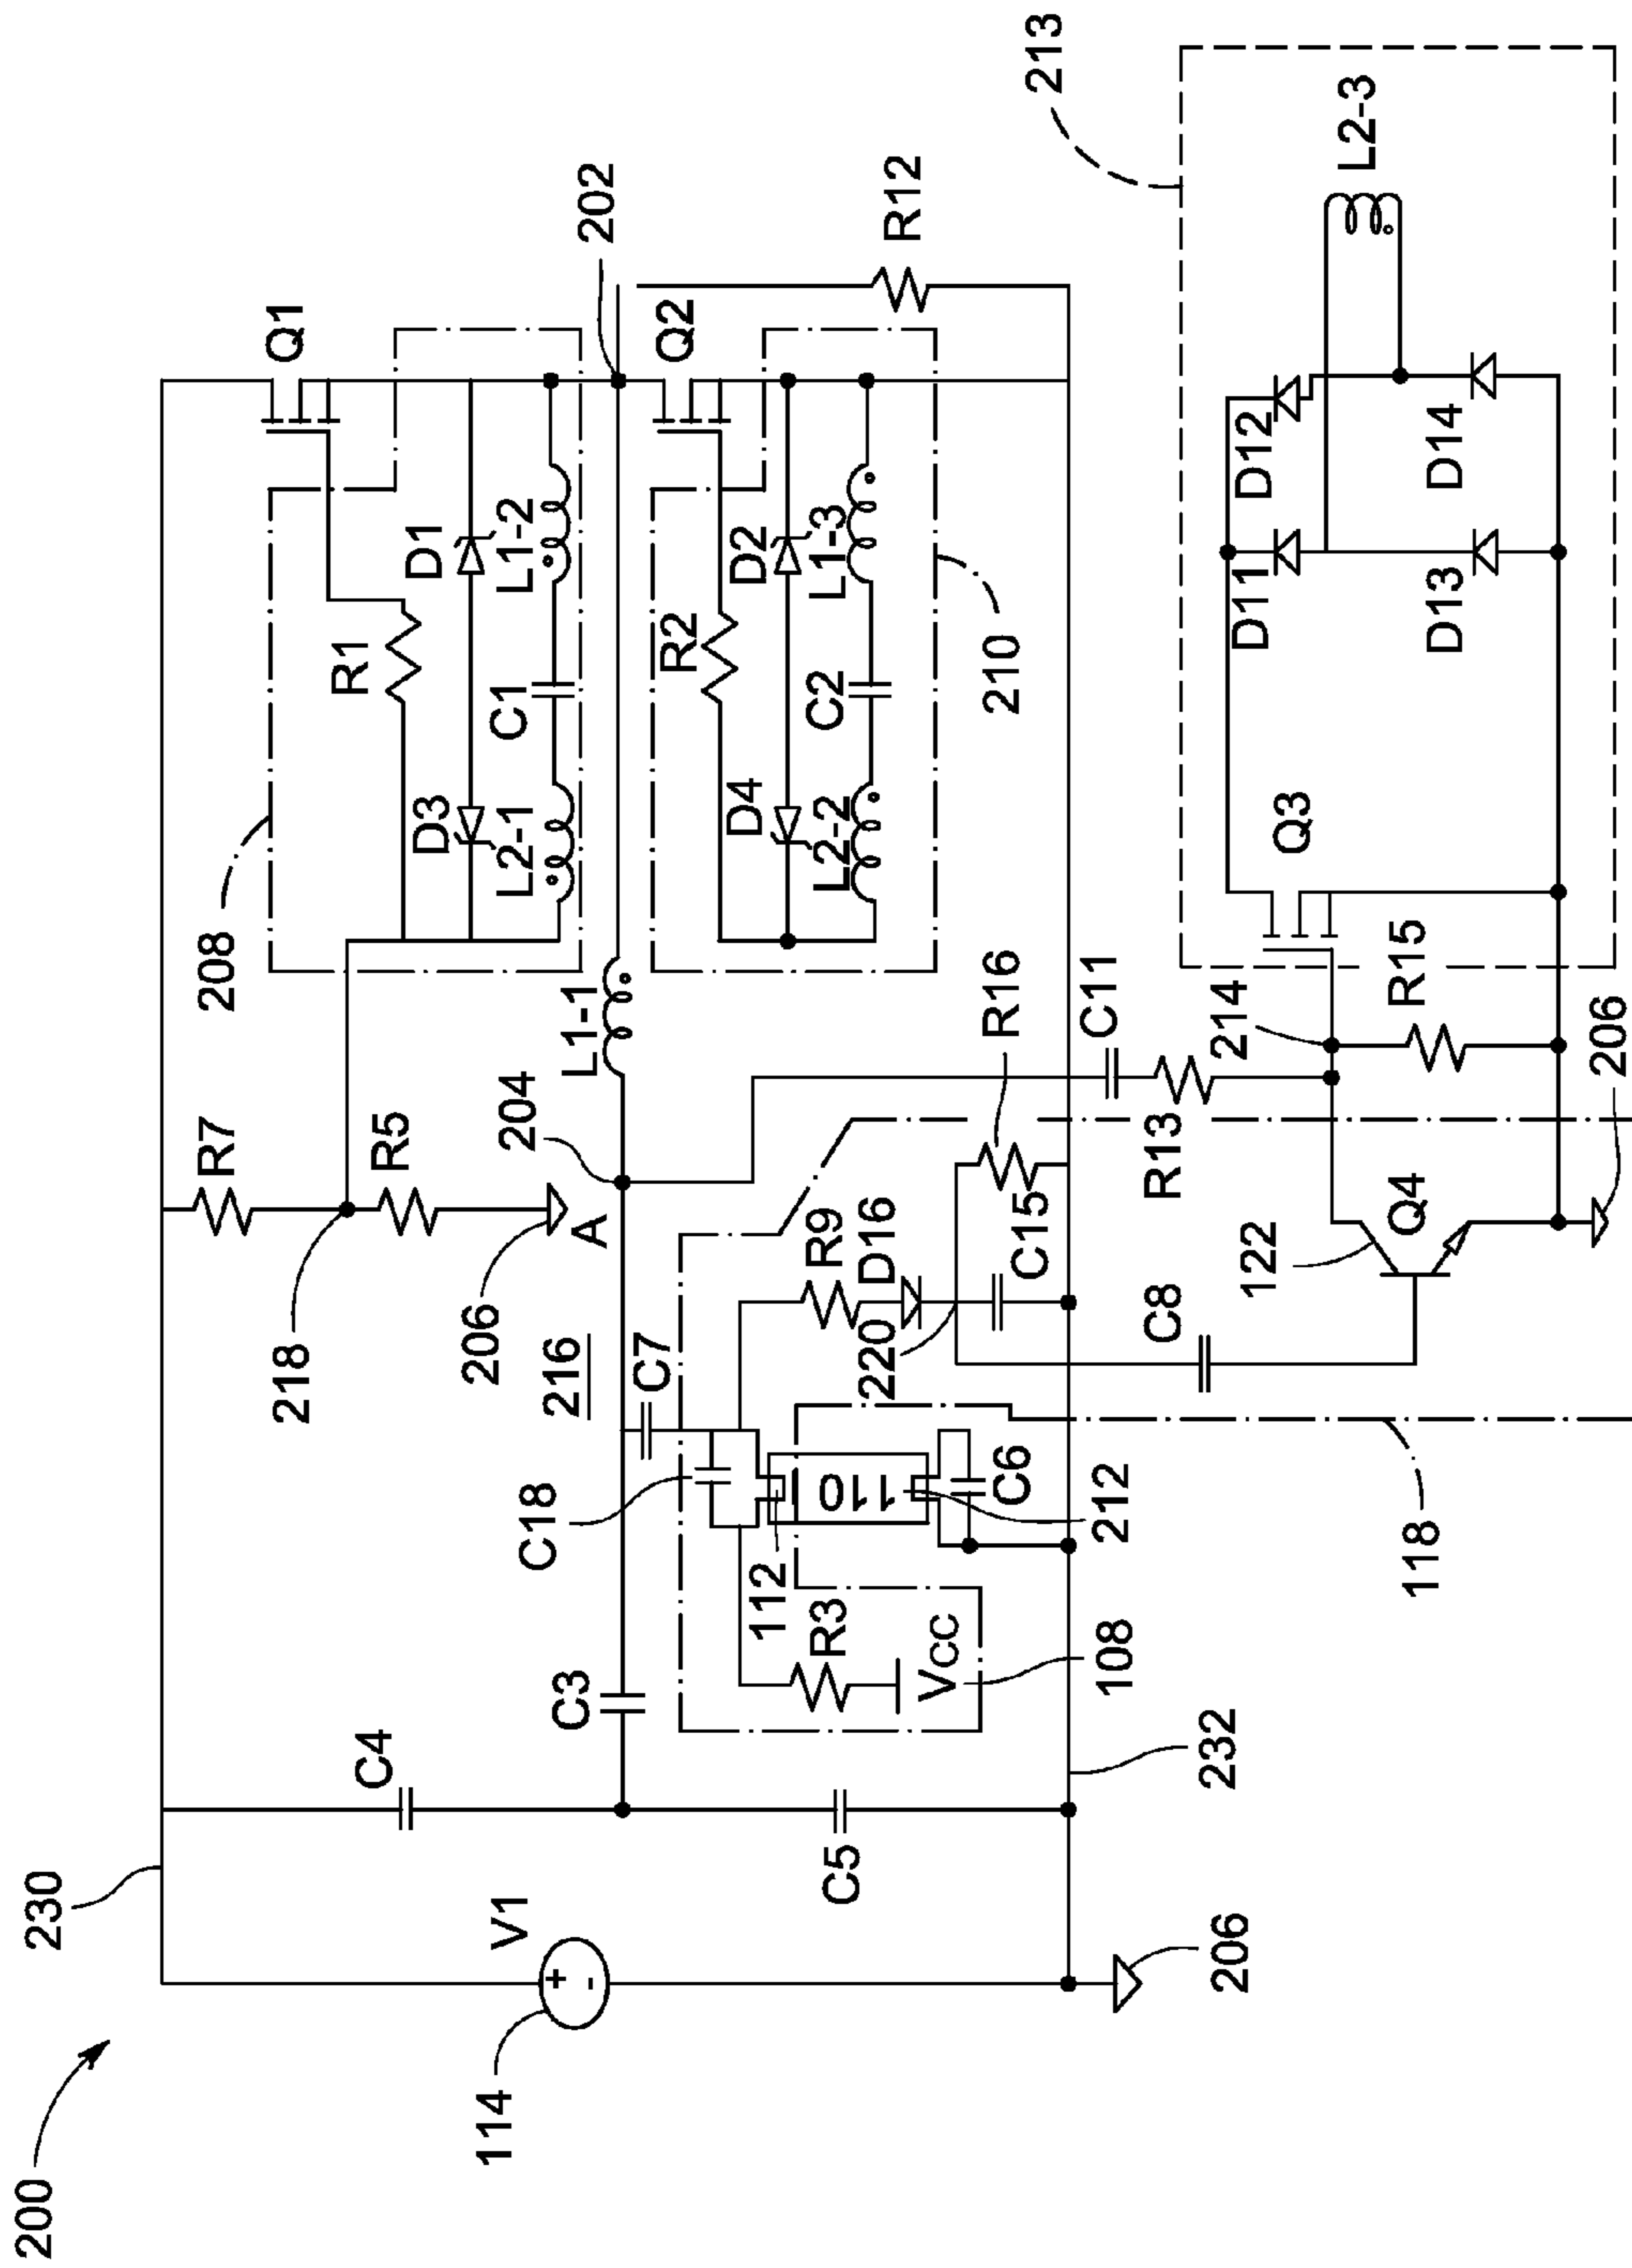 200
230
114
V1
+
-
206
C4
C5
C3
232
108
VCC
R3
112
C18
110
212
C6
118
C7
216
218
206
A
R7
R5
204
L1-1
220
R9
D16
C15
R16
C8
122
Q4
R13
C11
214
R15
206
208
R1
D3
D1
L2-1
C1
L1-2
Q1
202
R2
D4
D2
L2-2
C2
L1-3
210
Q2
R12
Q3
D11
D12
D13
D14
L2-3
213